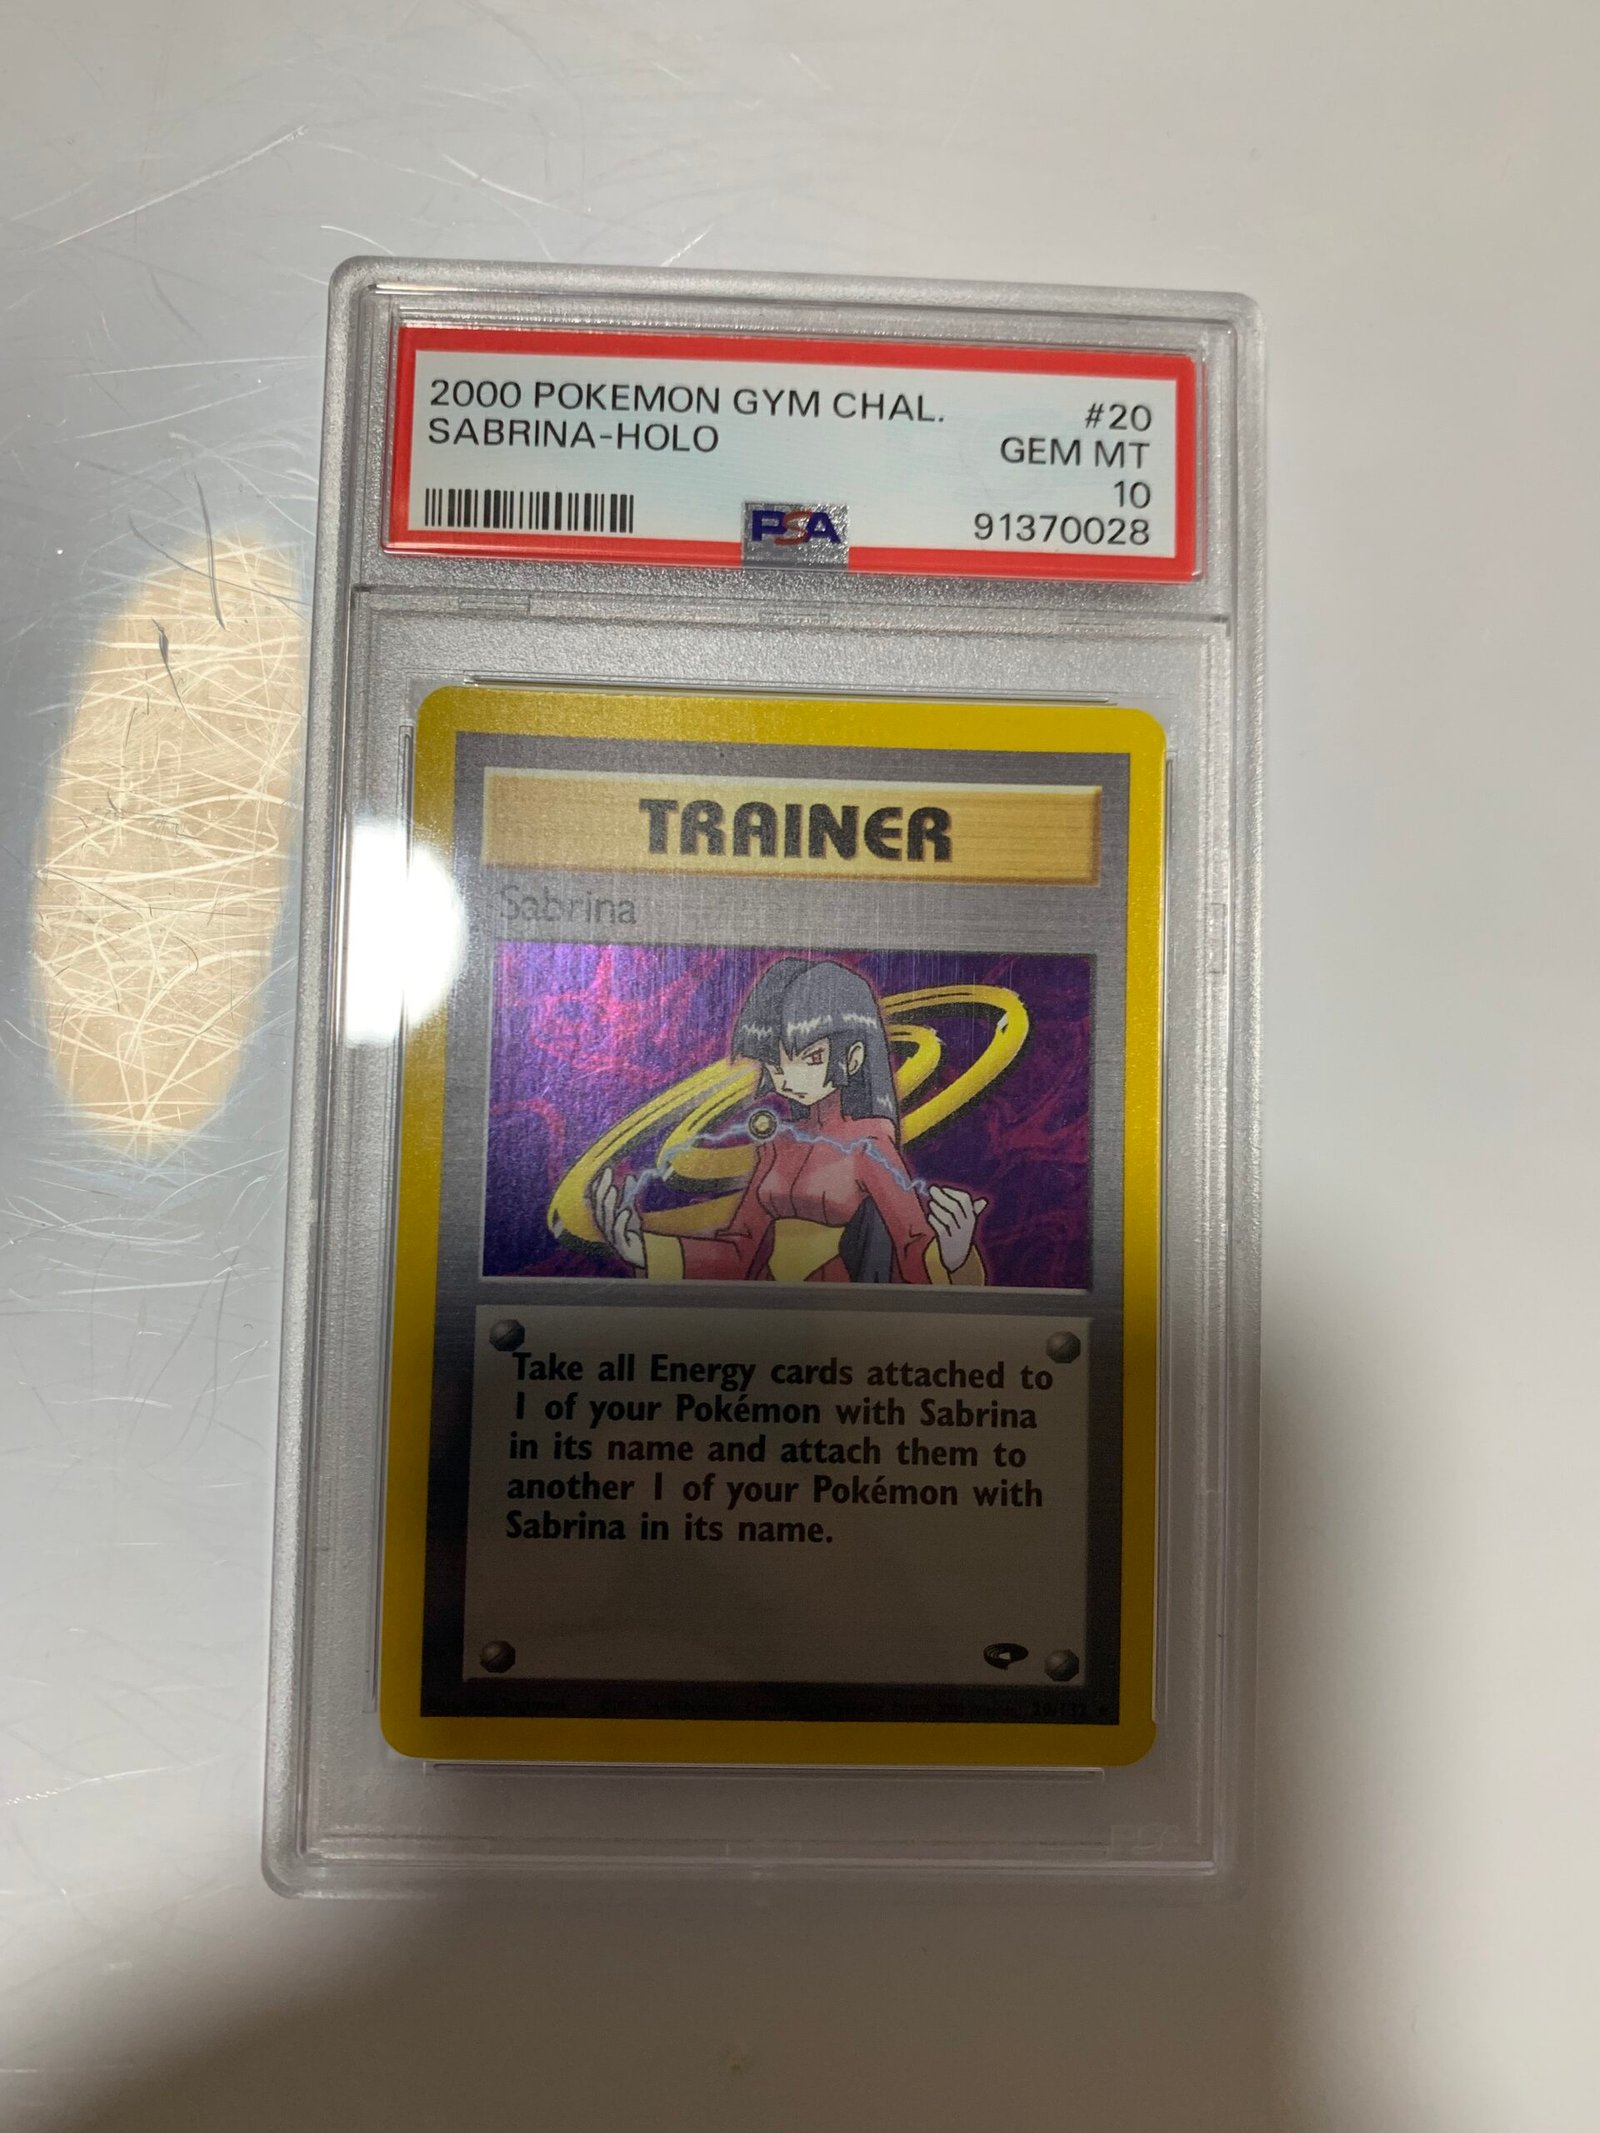 2000 POKEMON GYM CHAL. #20
SABRINA-HOLO GEM MT
10
PSA 91370028
TRAINER
Sabrina
Take all Energy cards attached to
1 of your Pokémon with Sabrina
in its name and attach them to
another 1 of your Pokémon with
Sabrina in its name.
20/132